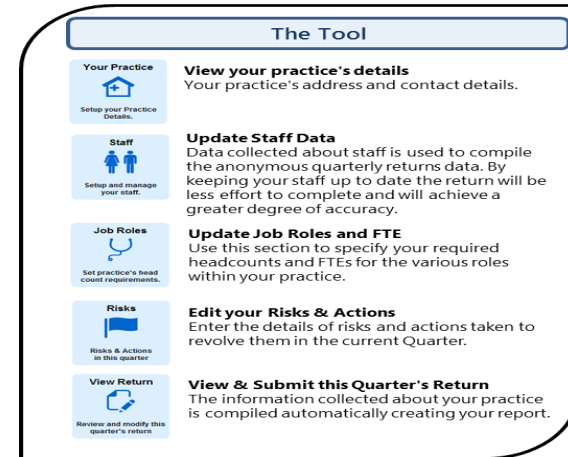 The Tool
Your Practice
Setup your Practice
Details.
View your practice's details
Your practice's address and contact details.
Staff
Setup and manage
your staff.
Update Staff Data
Data collected about staff is used to compile
the anonymous quarterly returns data. By
keeping your staff up to date the return will be
less effort to complete and will achieve a
greater degree of accuracy.
Job Roles
Set practice's head
count requirements.
Update Job Roles and FTE
Use this section to specify your required
headcounts and FTEs for the various roles
within your practice.
Risks
Risks & Actions
in this quarter
Edit your Risks & Actions
Enter the details of risks and actions taken to
revolve them in the current Quarter.
View Return
Review and modify this
quarter's return
View & Submit this Quarter's Return
The information collected about your practice
is compiled automatically creating your report.